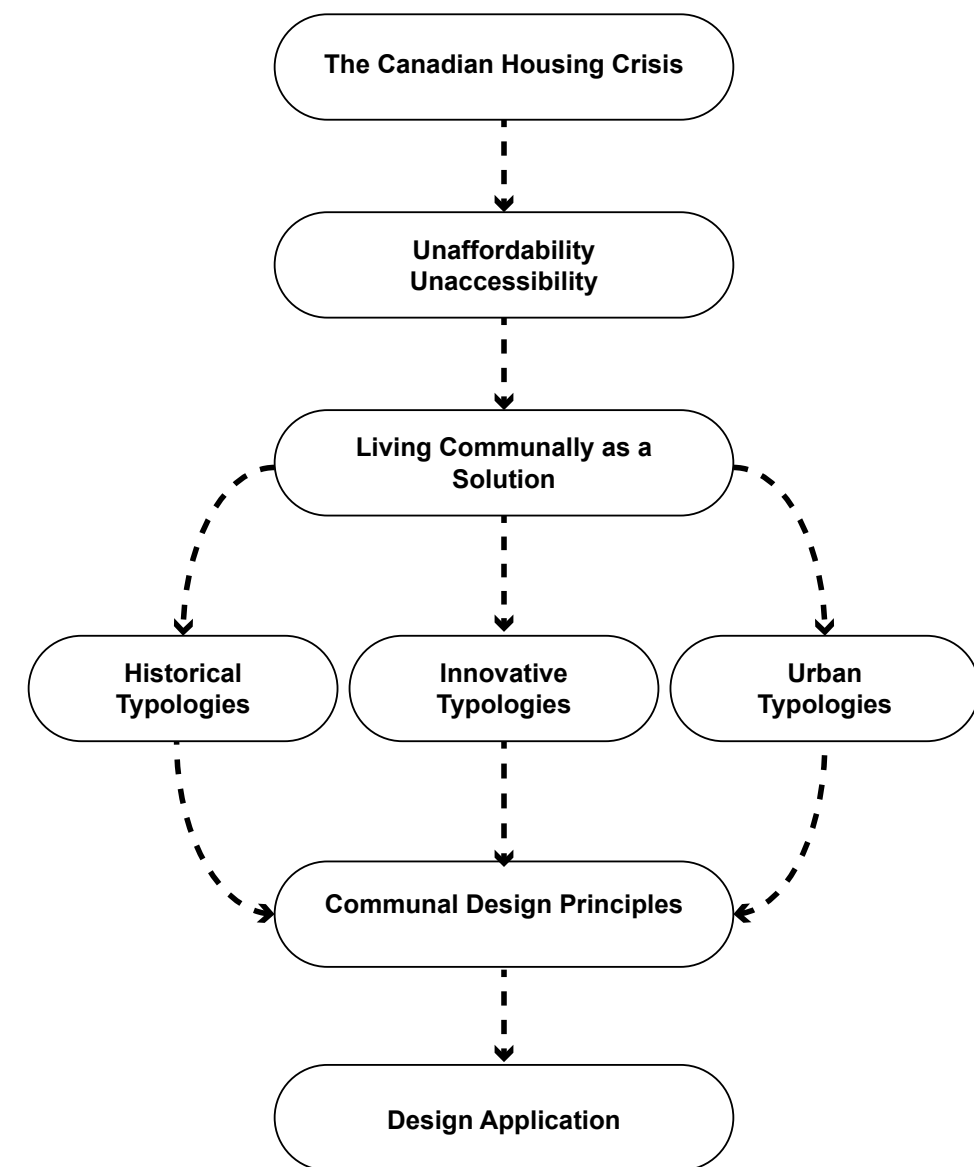 The Canadian Housing Crisis
Unaffordability
Unaccessibility
Living Communally as a
Solution
Historical
Typologies
Innovative
Typologies
Urban
Typologies
Communal Design Principles
Design Application